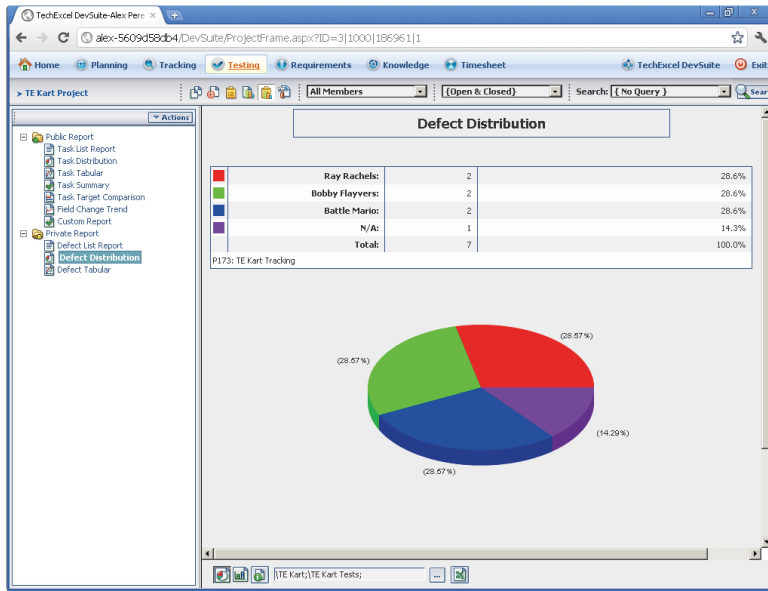 TechExcel DevSuite-Alex Pere
alex-5609d58db4/DevSuite/ProjectFrame.aspx?ID=3|1000|186961|1
Home Planning Tracking Testing Requirements Knowledge Timesheet TechExcel DevSuite Exit
> TE Kart Project All Members {Open & Closed} Search: { No Query } Sear
Actions
Public Report
Task List Report
Task Distribution
Task Tabular
Task Summary
Task Target Comparison
Field Change Trend
Custom Report
Private Report
Defect List Report
Defect Distribution
Defect Tabular
Defect Distribution
Ray Rachels: 2 28.6%
Bobby Flayvers: 2 28.6%
Battle Mario: 2 28.6%
N/A: 1 14.3%
Total: 7 100.0%
P173: TE Kart Tracking
(28.57%)
(28.57%)
(14.29%)
(28.57%)
\TE Kart;\TE Kart Tests; ...